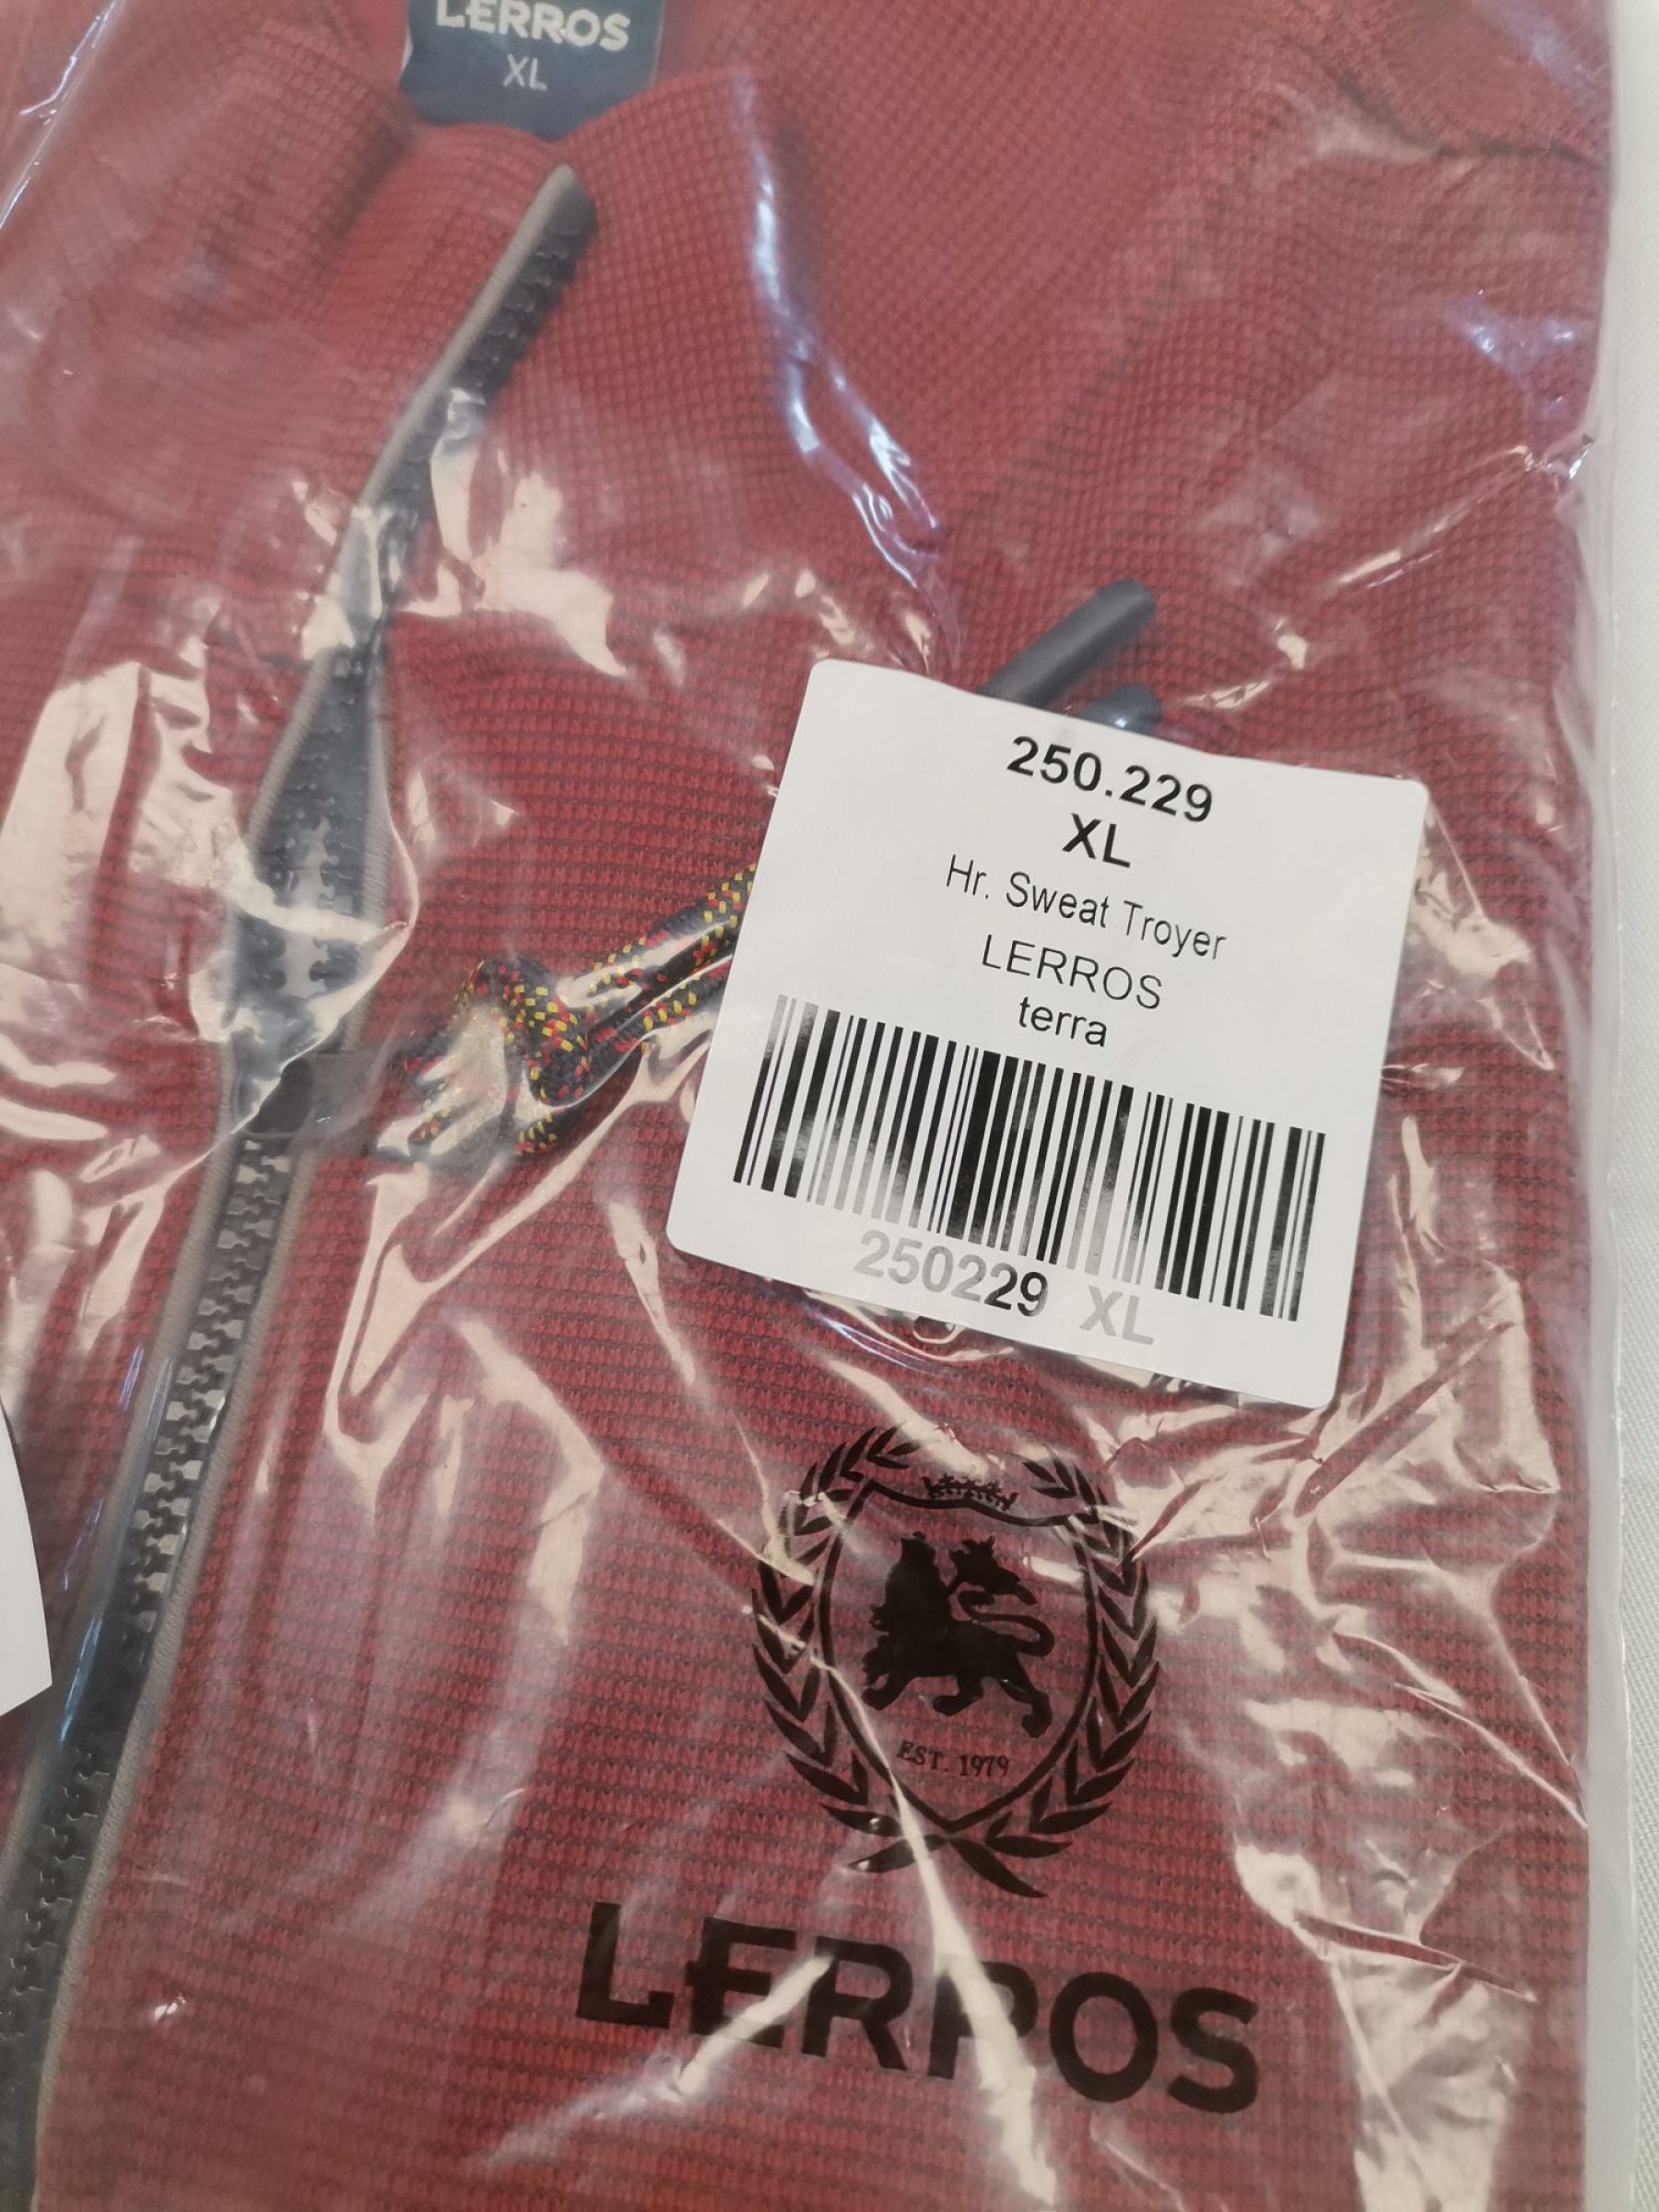 LERROS
XL
250.229
XL
Hr. Sweat Troyer
LERROS
terra
250229 XL
EST. 1979
LERROS